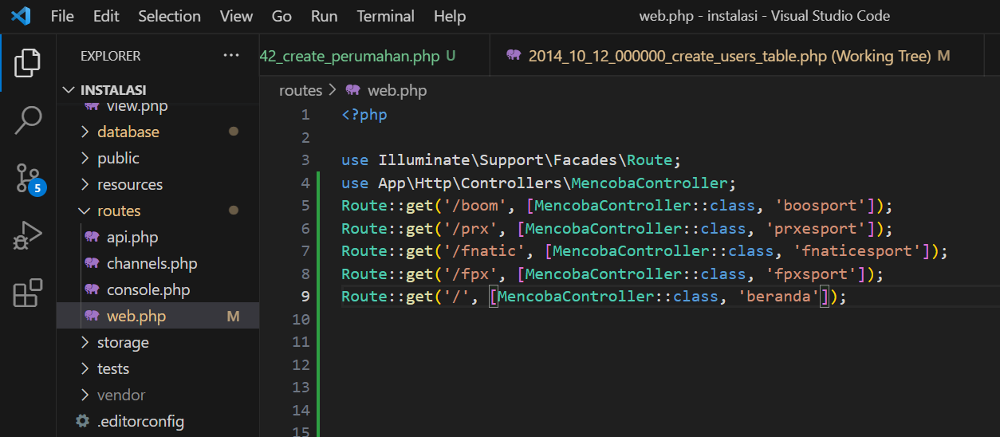 File Edit Selection View Go Run Terminal Help
web.php - instalasi - Visual Studio Code
EXPLORER ...
INSTALASI
view.php
database
public
resources
routes
api.php
channels.php
console.php
web.php M
storage
tests
vendor
.editorconfig
5
42_create_perumahan.php U
2014_10_12_000000_create_users_table.php (Working Tree) M
routes > web.php
1 <?php
2
3 use Illuminate\Support\Facades\Route;
4 use App\Http\Controllers\MencobaController;
5 Route::get('/boom', [MencobaController::class, 'boosport']);
6 Route::get('/prx', [MencobaController::class, 'prxesport']);
7 Route::get('/fnatic', [MencobaController::class, 'fnaticesport']);
8 Route::get('/fpx', [MencobaController::class, 'fpxsport']);
9 Route::get('/', [MencobaController::class, 'beranda']);
10
11
12
13
14
15